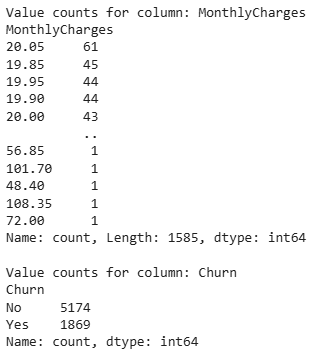 Value counts for column: MonthlyCharges
MonthlyCharges
20.05     61
19.85     45
19.95     44
19.90     44
20.00     43
          ..
56.85      1
101.70     1
48.40      1
108.35     1
72.00      1
Name: count, Length: 1585, dtype: int64

Value counts for column: Churn
Churn
No     5174
Yes    1869
Name: count, dtype: int64